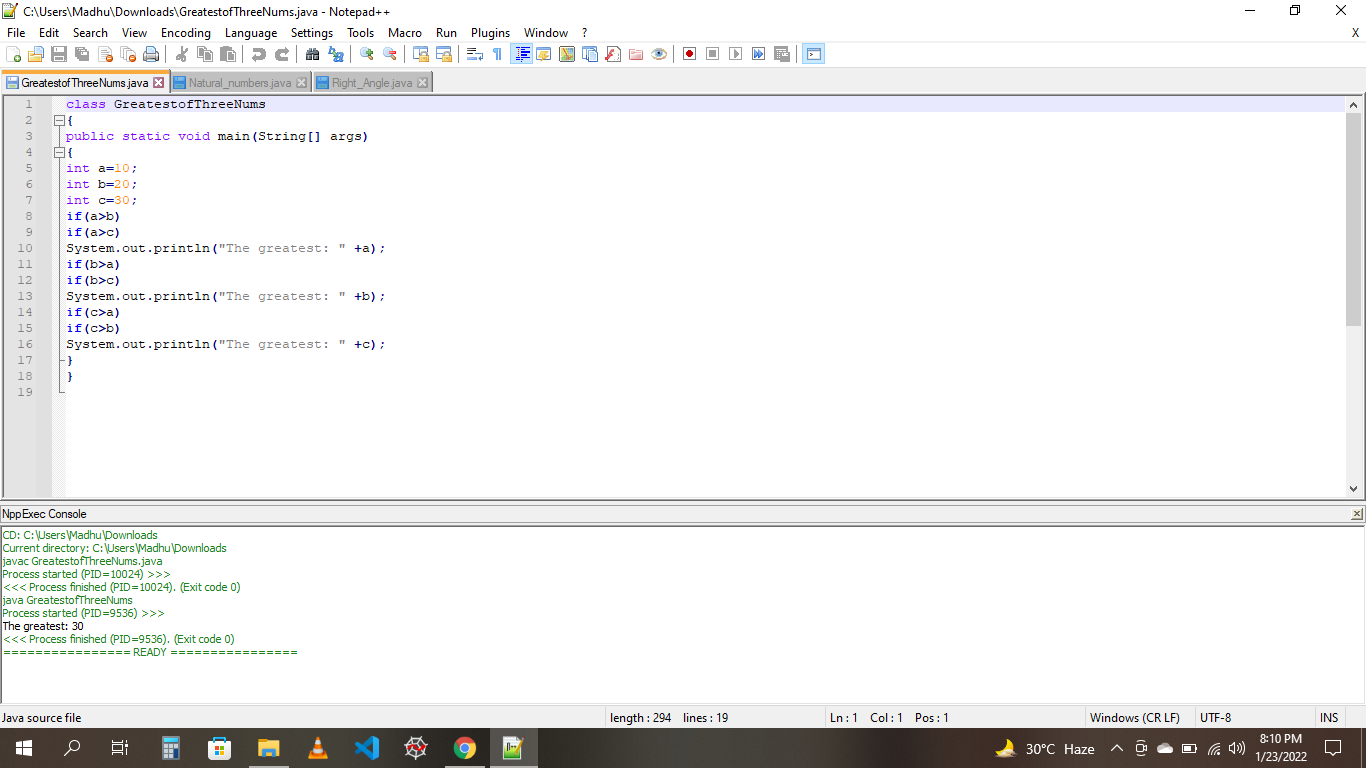 C:\Users\Madhu\Downloads\GreatestofThreeNums.java - Notepad++
File Edit Search View Encoding Language Settings Tools Macro Run Plugins Window ? X
GreatestofThreeNums.java Natural_numbers.java Right_Angle.java
1 class GreatestofThreeNums
2 {
3 public static void main(String[] args)
4 {
5 int a=10;
6 int b=20;
7 int c=30;
8 if(a>b)
9 if(a>c)
10 System.out.println("The greatest: " +a);
11 if(b>a)
12 if(b>c)
13 System.out.println("The greatest: " +b);
14 if(c>a)
15 if(c>b)
16 System.out.println("The greatest: " +c);
17 }
18 }
19
NppExec Console
CD: C:\Users\Madhu\Downloads
Current directory: C:\Users\Madhu\Downloads
javac GreatestofThreeNums.java
Process started (PID=10024) >>>
<<< Process finished (PID=10024). (Exit code 0)
java GreatestofThreeNums
Process started (PID=9536) >>>
The greatest: 30
<<< Process finished (PID=9536). (Exit code 0)
================ READY ================
Java source file length : 294 lines : 19 Ln : 1 Col : 1 Pos : 1 Windows (CR LF) UTF-8 INS
30°C Haze 8:10 PM
1/23/2022